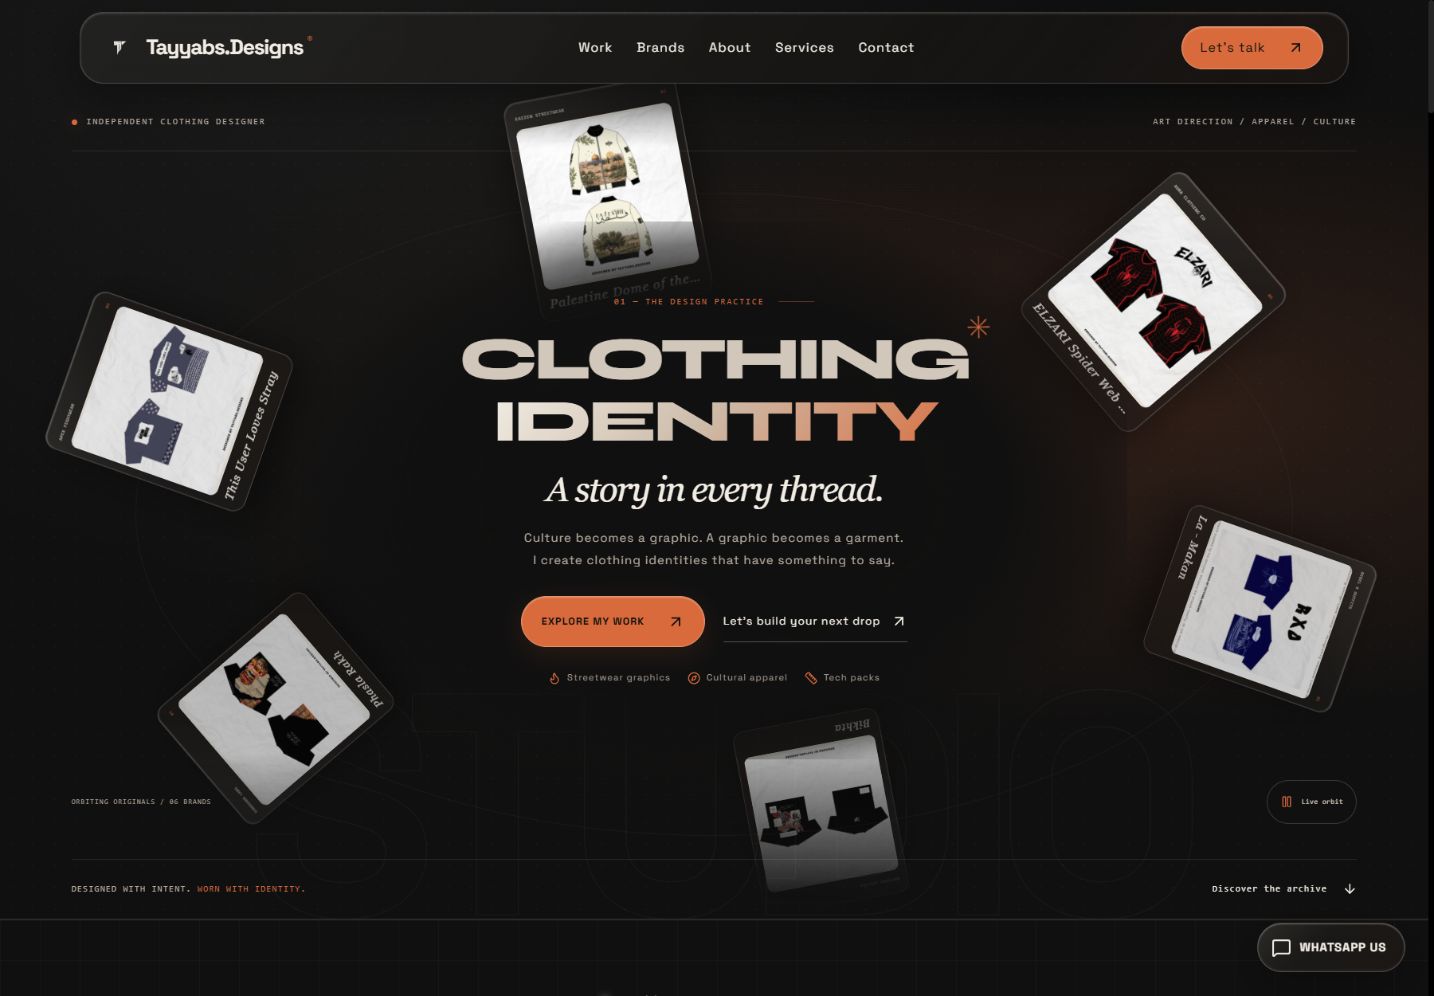 Tayyabs.Designs
Work
Brands
About
Services
Contact
Let's talk
INDEPENDENT CLOTHING DESIGNER
ART DIRECTION / APPAREL / CULTURE
Palestine Dome of the...
ELZARI
ELZARI Spider Web ...
This User Loves Stray
01 — THE DESIGN PRACTICE
CLOTHING
IDENTITY
A story in every thread.
Culture becomes a graphic. A graphic becomes a garment.
I create clothing identities that have something to say.
EXPLORE MY WORK
Let's build your next drop
Streetwear graphics
Cultural apparel
Tech packs
La - Makan
Phasla Rakh
Bikhta
STUDIO
ORBITING ORIGINALS / 06 BRANDS
Live orbit
DESIGNED WITH INTENT. WORN WITH IDENTITY.
Discover the archive
WHATSAPP US